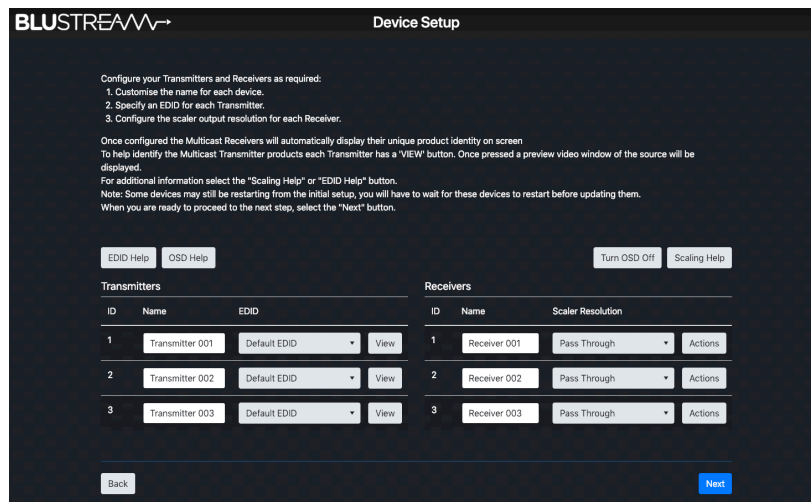 BLUSTREAM
Device Setup
Configure your Transmitters and Receivers as required:
1. Customise the name for each device.
2. Specify an EDID for each Transmitter.
3. Configure the scaler output resolution for each Receiver.
Once configured the Multicast Receivers will automatically display their unique product identity on screen
To help identify the Multicast Transmitter products each Transmitter has a 'VIEW' button. Once pressed a preview video window of the source will be
displayed.
For additional information select the "Scaling Help" or "EDID Help" button.
Note: Some devices may still be restarting from the initial setup, you will have to wait for these devices to restart before updating them.
When you are ready to proceed to the next step, select the "Next" button.
EDID Help OSD Help Turn OSD Off Scaling Help
Transmitters
ID Name EDID
1 Transmitter 001 Default EDID View
2 Transmitter 002 Default EDID View
3 Transmitter 003 Default EDID View
Receivers
ID Name Scaler Resolution
1 Receiver 001 Pass Through Actions
2 Receiver 002 Pass Through Actions
3 Receiver 003 Pass Through Actions
Back Next